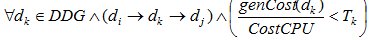 ∀d_k ∈ DDG ∧ (d_i → d_k → d_j) ∧ (genCost(d_k) / CostCPU < T_k)